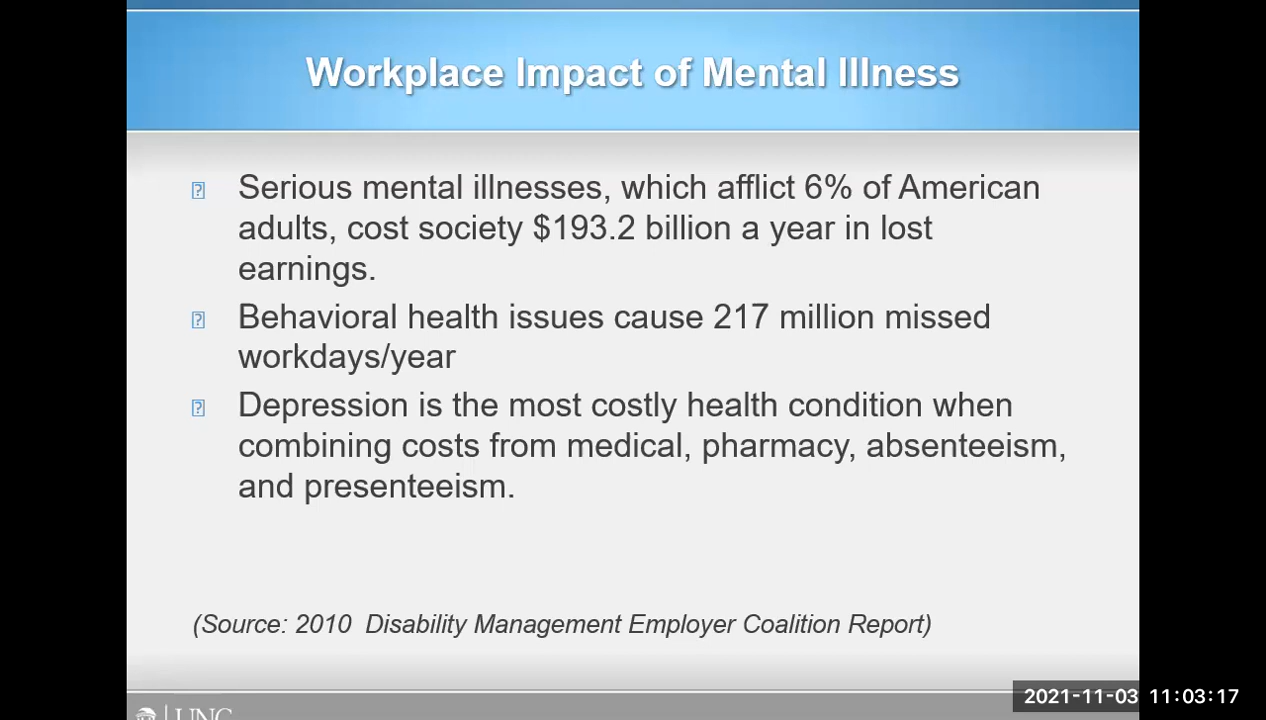 Workplace Impact of Mental Illness
Serious mental illnesses, which afflict 6% of American
adults, cost society $193.2 billion a year in lost
earnings.
Behavioral health issues cause 217 million missed
workdays/year
Depression is the most costly health condition when
combining costs from medical, pharmacy, absenteeism,
and presenteeism.
(Source: 2010 Disability Management Employer Coalition Report)
UNC
2021-11-03 11:03:17